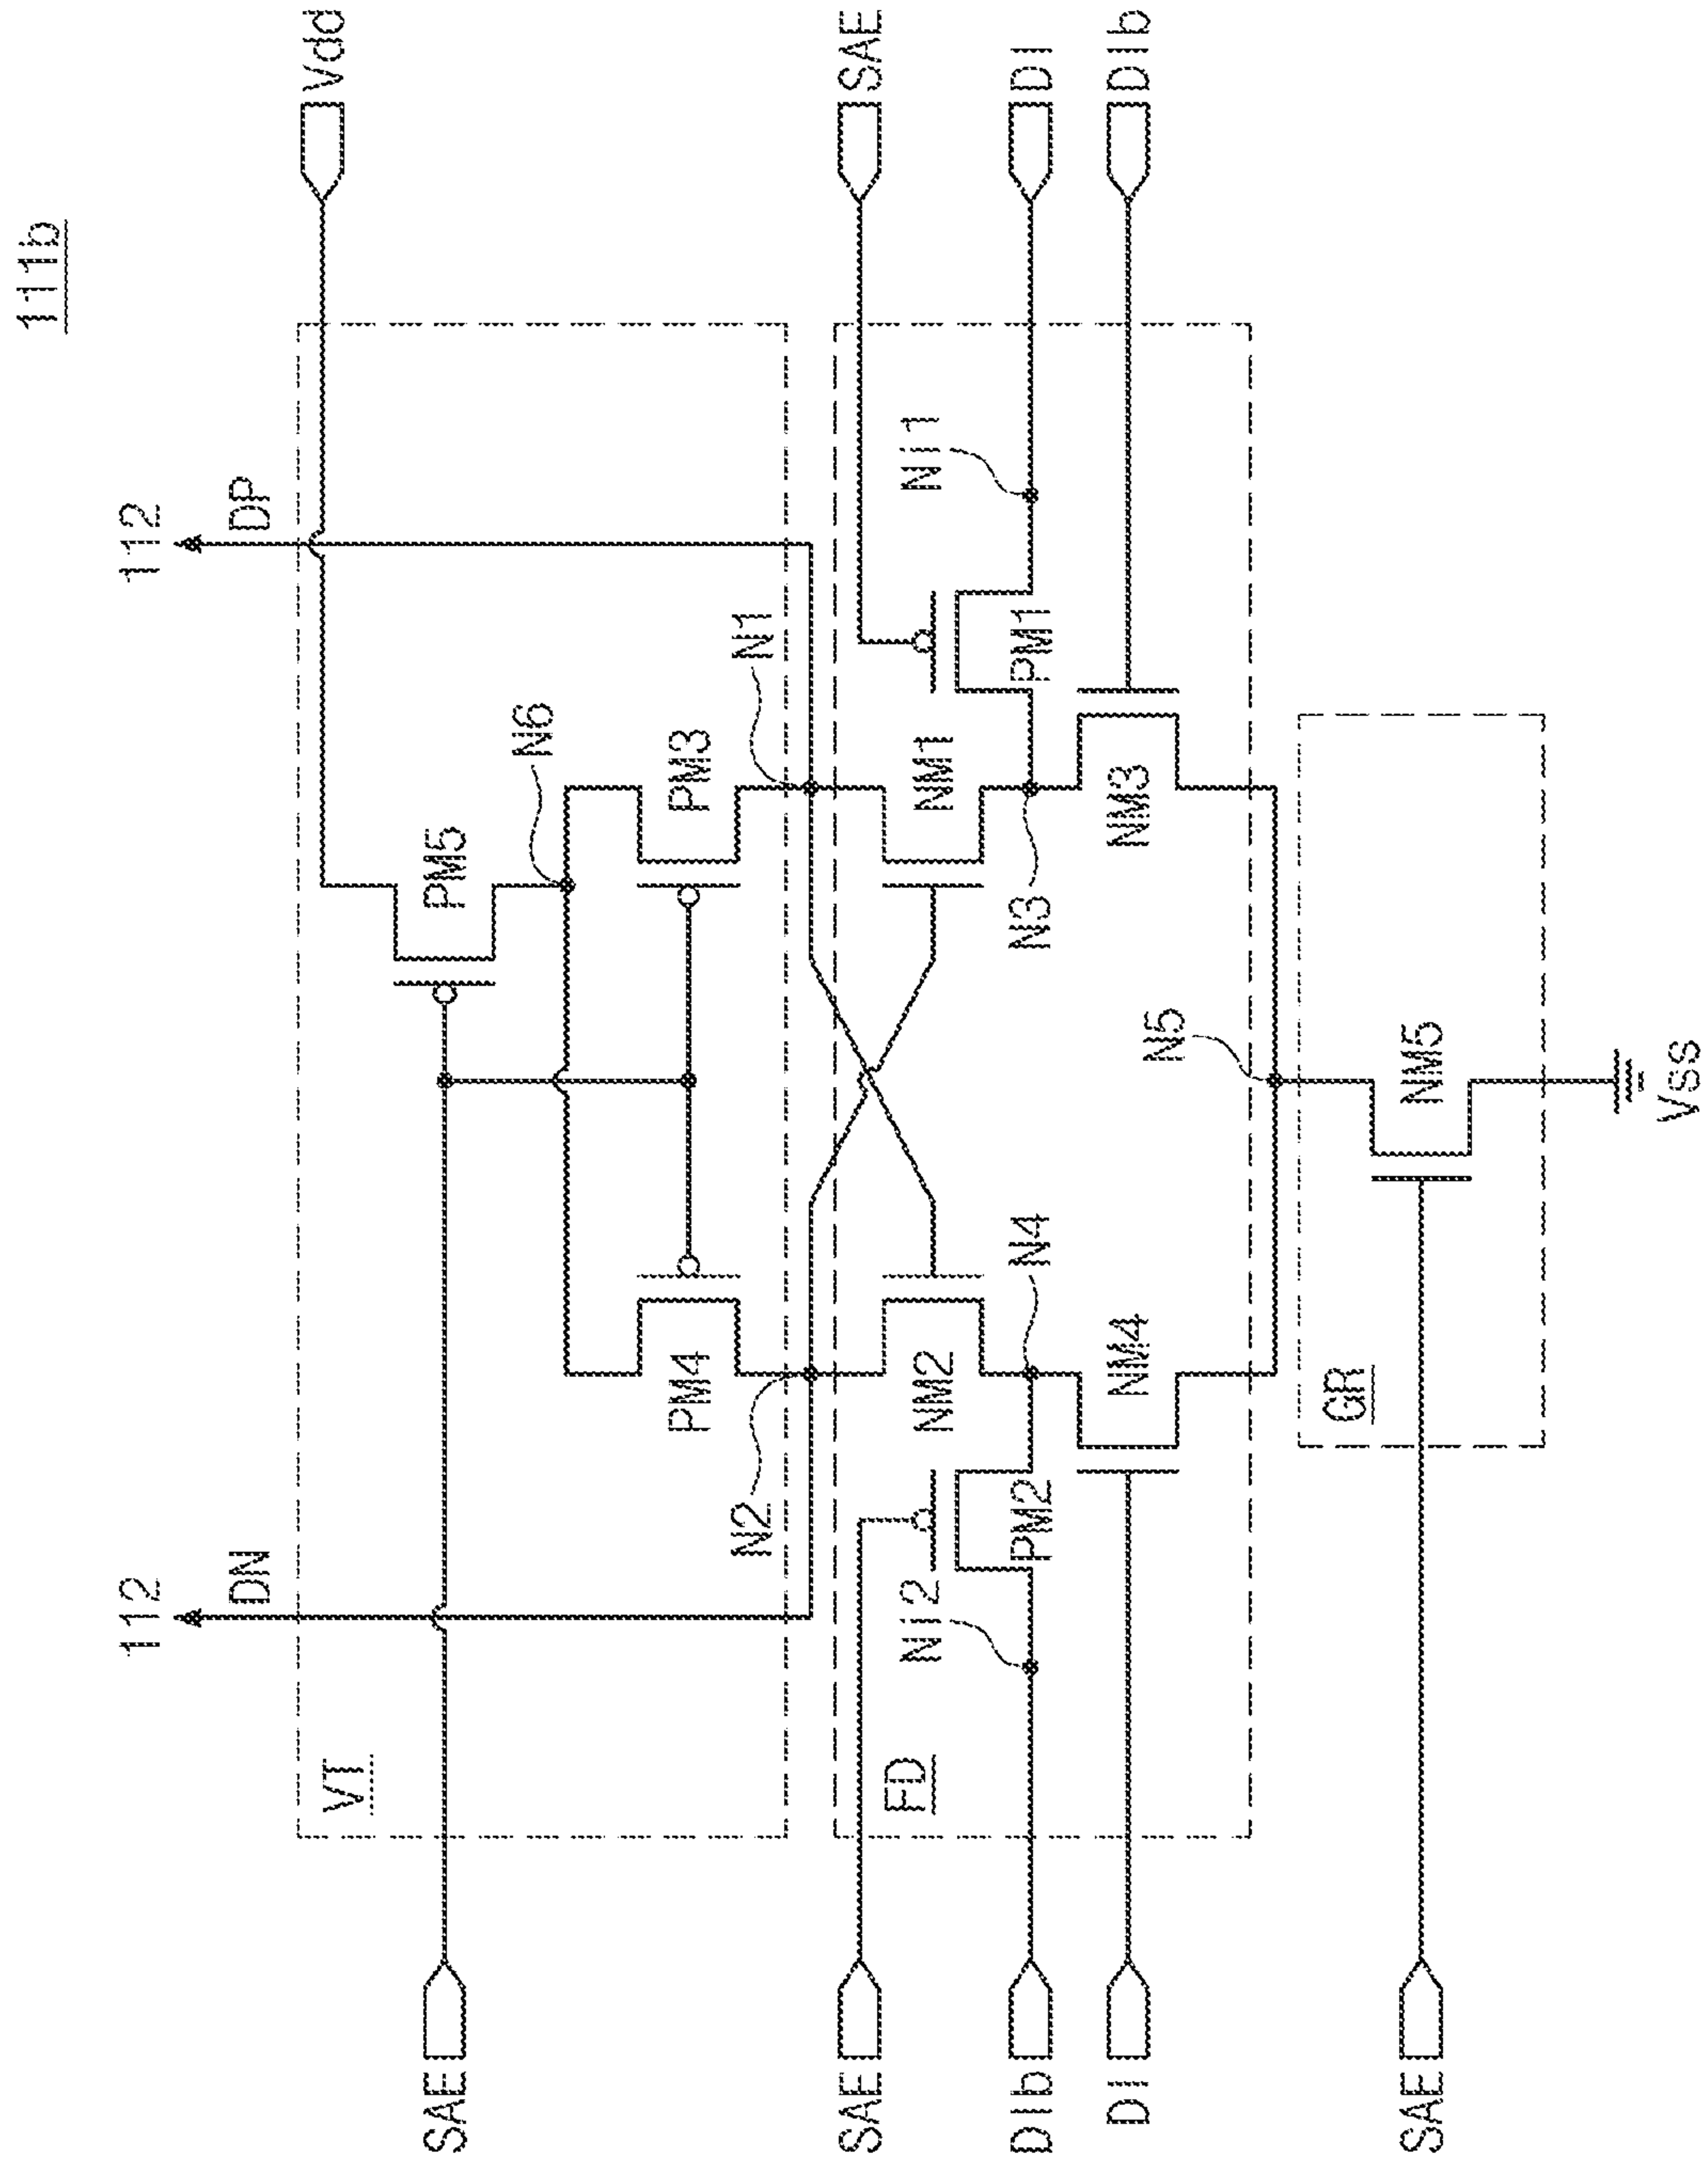 111b
112
112
DN
DP
Vdd
VT
SAE
PM5
N6
PM4
PM3
N2
N1
SAE
SAE
FD
Ni2
NM2
NM1
Ni1
DIb
PM2
N4
N3
PM1
DI
DI
NM4
NM3
DIb
N5
GR
SAE
NM5
Vss